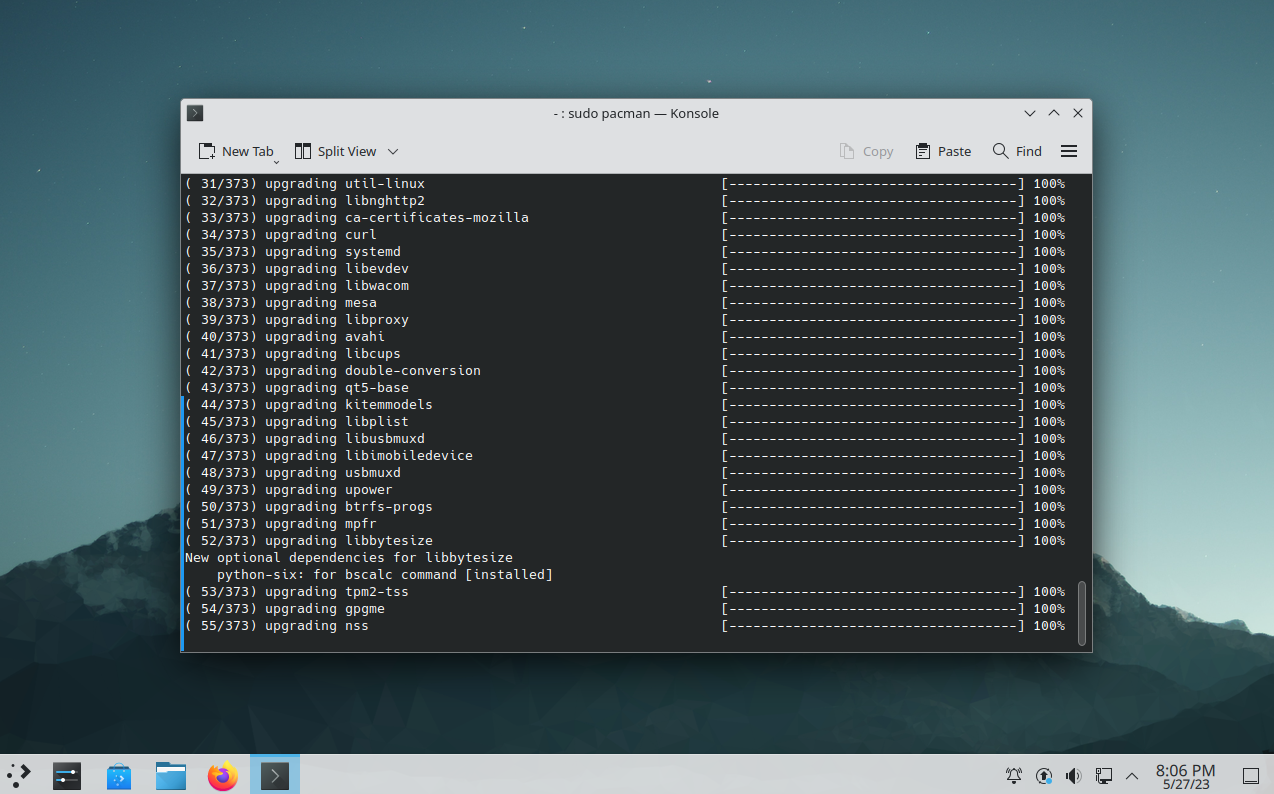 - : sudo pacman — Konsole
New Tab Split View Copy Paste Find
( 31/373) upgrading util-linux [------------------------------------] 100%
( 32/373) upgrading libnghttp2 [------------------------------------] 100%
( 33/373) upgrading ca-certificates-mozilla [------------------------------------] 100%
( 34/373) upgrading curl [------------------------------------] 100%
( 35/373) upgrading systemd [------------------------------------] 100%
( 36/373) upgrading libevdev [------------------------------------] 100%
( 37/373) upgrading libwacom [------------------------------------] 100%
( 38/373) upgrading mesa [------------------------------------] 100%
( 39/373) upgrading libproxy [------------------------------------] 100%
( 40/373) upgrading avahi [------------------------------------] 100%
( 41/373) upgrading libcups [------------------------------------] 100%
( 42/373) upgrading double-conversion [------------------------------------] 100%
( 43/373) upgrading qt5-base [------------------------------------] 100%
( 44/373) upgrading kitemmodels [------------------------------------] 100%
( 45/373) upgrading libplist [------------------------------------] 100%
( 46/373) upgrading libusbmuxd [------------------------------------] 100%
( 47/373) upgrading libimobiledevice [------------------------------------] 100%
( 48/373) upgrading usbmuxd [------------------------------------] 100%
( 49/373) upgrading upower [------------------------------------] 100%
( 50/373) upgrading btrfs-progs [------------------------------------] 100%
( 51/373) upgrading mpfr [------------------------------------] 100%
( 52/373) upgrading libbytesize [------------------------------------] 100%
New optional dependencies for libbytesize
    python-six: for bscalc command [installed]
( 53/373) upgrading tpm2-tss [------------------------------------] 100%
( 54/373) upgrading gpgme [------------------------------------] 100%
( 55/373) upgrading nss [------------------------------------] 100%
8:06 PM
5/27/23